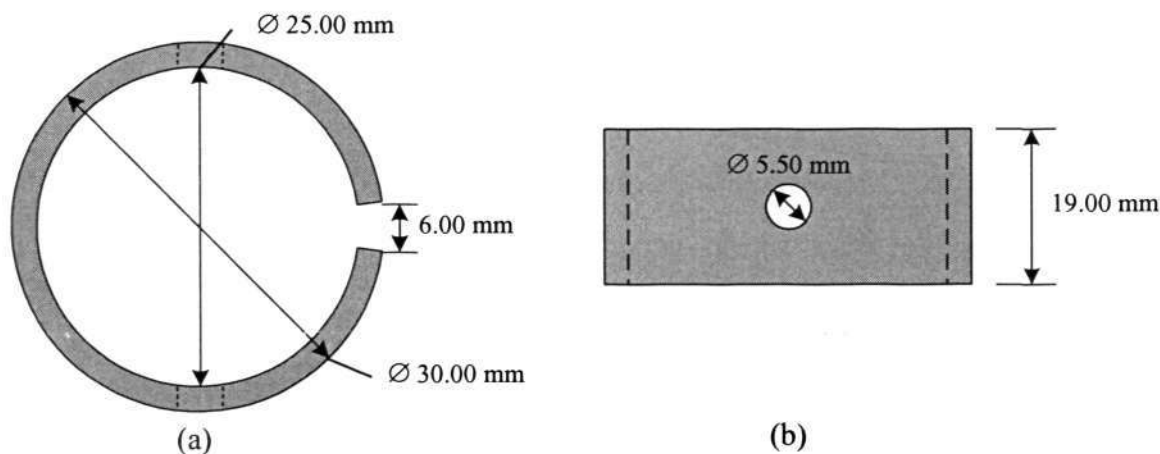 ∅ 25.00 mm
6.00 mm
∅ 30.00 mm
(a)
∅ 5.50 mm
19.00 mm
(b)